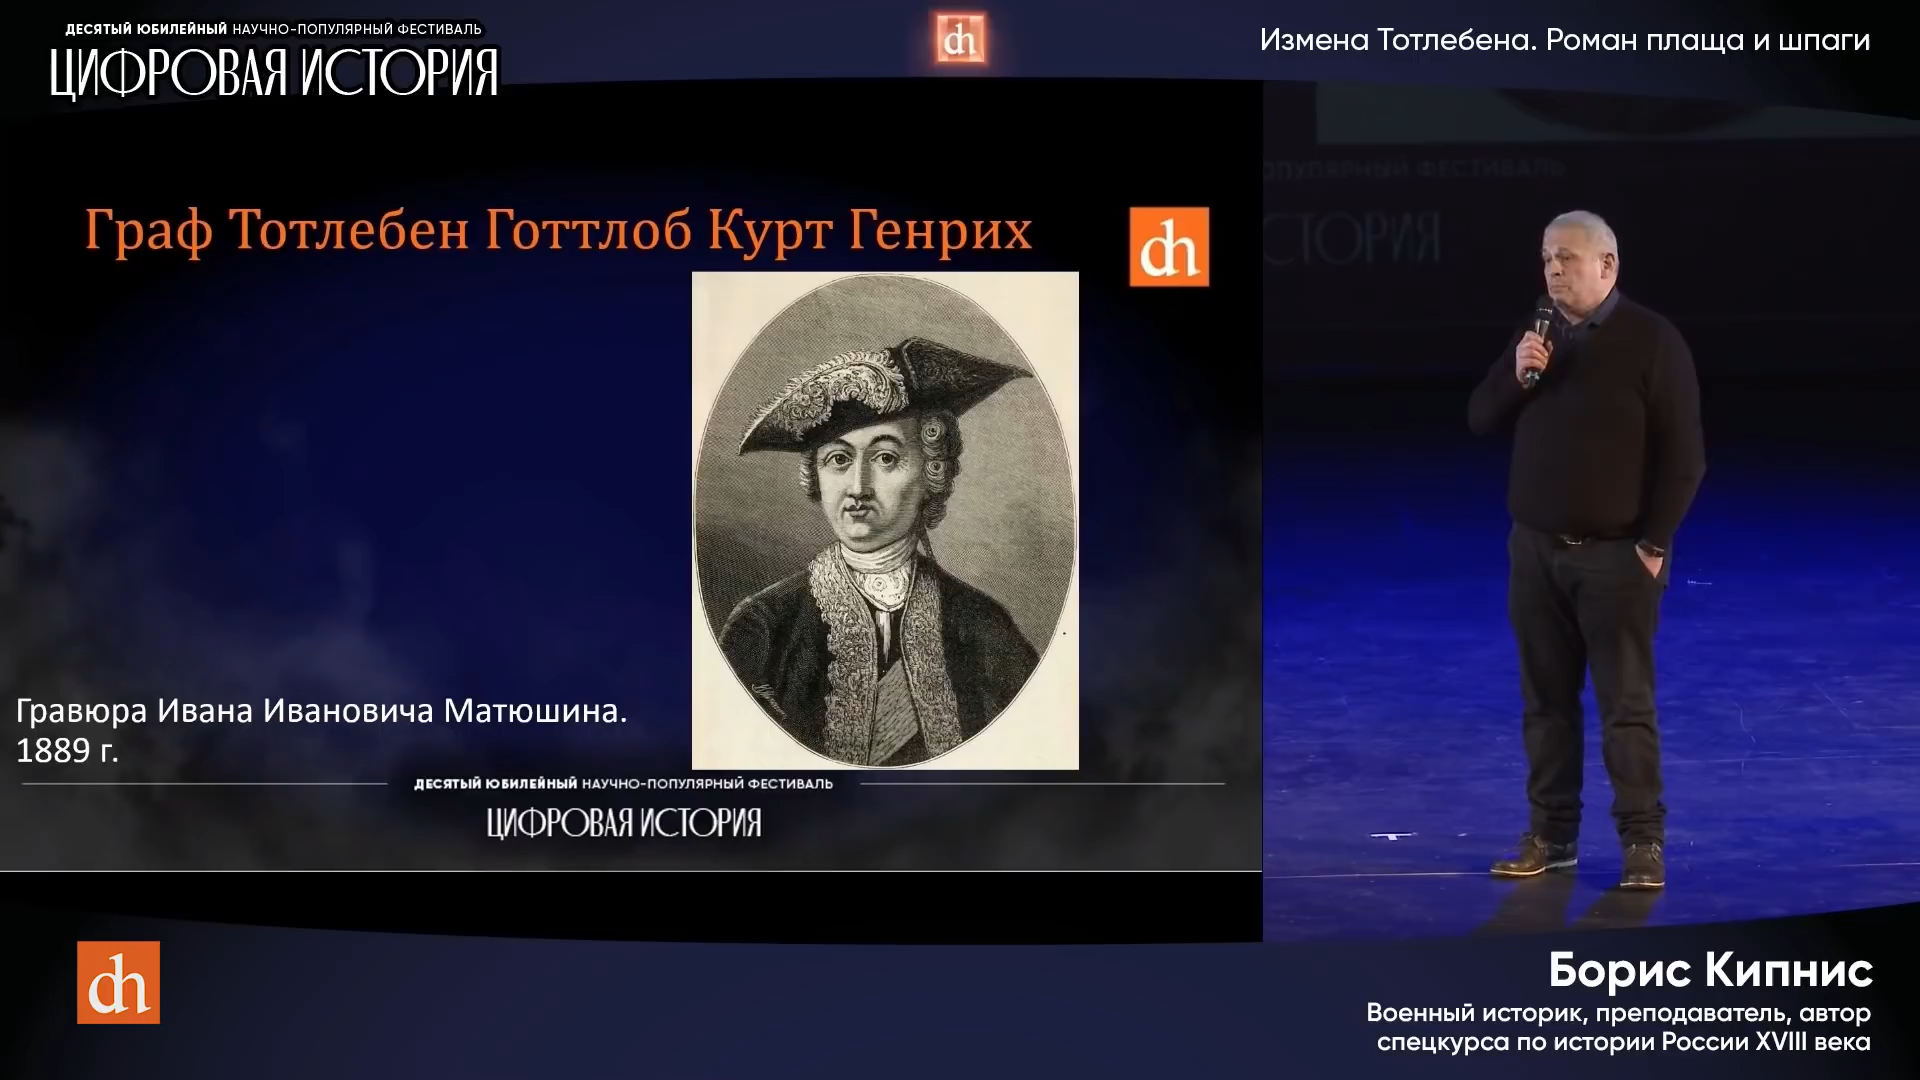 ДЕСЯТЫЙ ЮБИЛЕЙНЫЙ НАУЧНО-ПОПУЛЯРНЫЙ ФЕСТИВАЛЬ
ЦИФРОВАЯ ИСТОРИЯ
dh
Измена Тотлебена. Роман плаща и шпаги
Граф Тотлебен Готтлоб Курт Генрих
dh
ФЕСТИВАЛЬ
Гравюра Ивана Ивановича Матюшина.
1889 г.
ДЕСЯТЫЙ ЮБИЛЕЙНЫЙ НАУЧНО-ПОПУЛЯРНЫЙ ФЕСТИВАЛЬ
ЦИФРОВАЯ ИСТОРИЯ
dh
Борис Кипнис
Военный историк, преподаватель, автор
спецкурса по истории России XVIII века